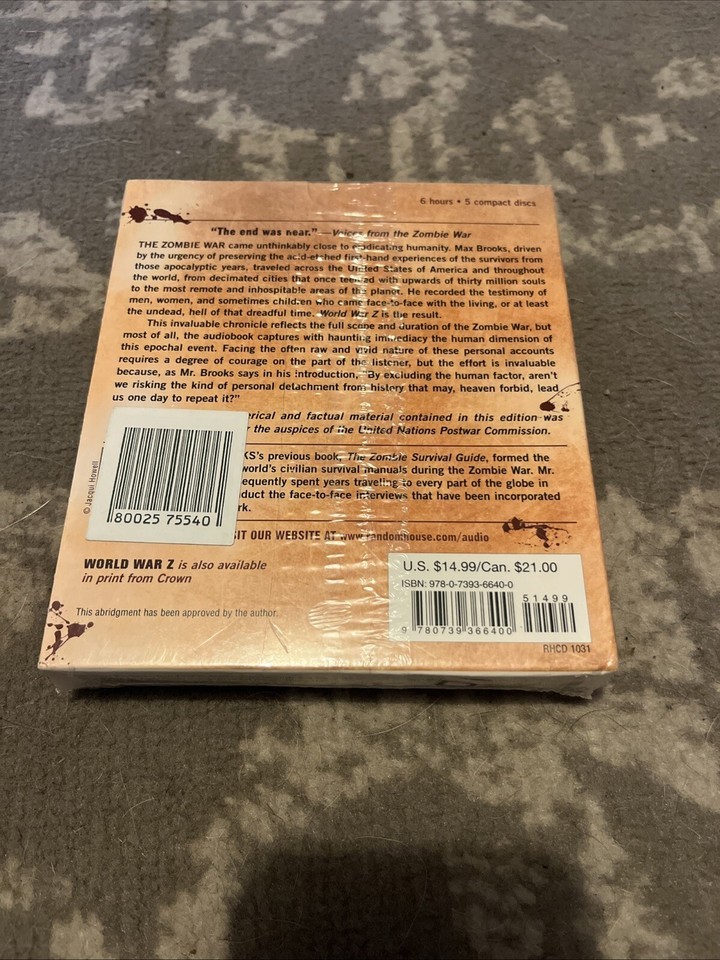 6 hours • 5 compact discs
"The end was near." —Voices from the Zombie War
THE ZOMBIE WAR came unthinkably close to eradicating humanity. Max Brooks, driven
by the urgency of preserving the acid-etched first-hand experiences of the survivors from
those apocalyptic years, traveled across the United States of America and throughout
the world, from decimated cities that once teemed with upwards of thirty million souls
to the most remote and inhospitable areas of the planet. He recorded the testimony of
men, women, and sometimes children who came face-to-face with the living, or at least
the undead, hell of that dreadful time. World War Z is the result.
This invaluable chronicle reflects the full scope and duration of the Zombie War, but
most of all, the audiobook captures with haunting immediacy the human dimension of
this epochal event. Facing the often raw and vivid nature of these personal accounts
requires a degree of courage on the part of the listener, but the effort is invaluable
because, as Mr. Brooks says in his introduction, "By excluding the human factor, aren't
we risking the kind of personal detachment from history that may, heaven forbid, lead
us one day to repeat it?"
erical and factual material contained in this edition was
r the auspices of the United Nations Postwar Commission.
KS's previous book, The Zombie Survival Guide, formed the
world's civilian survival manuals during the Zombie War. Mr.
equently spent years traveling to every part of the globe in
duct the face-to-face interviews that have been incorporated
rk.
© Jacqui Howell
80025 75540
ISIT OUR WEBSITE AT www.randomhouse.com/audio
WORLD WAR Z is also available
in print from Crown
This abridgment has been approved by the author.
U.S. $14.99/Can. $21.00
ISBN: 978-0-7393-6640-0
51499
9 780739 366400
RHCD 1031